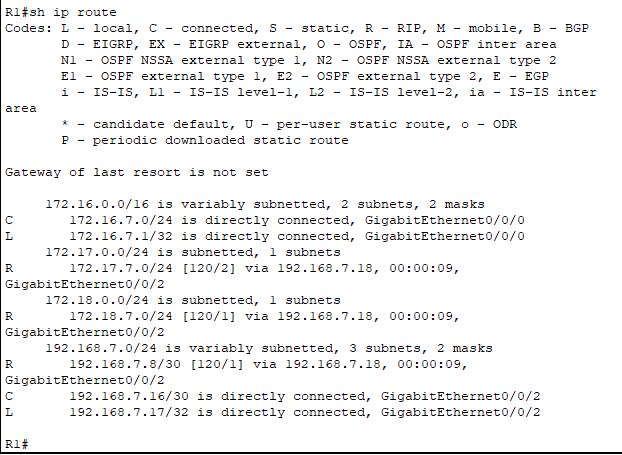 R1#sh ip route
Codes: L - local, C - connected, S - static, R - RIP, M - mobile, B - BGP
D - EIGRP, EX - EIGRP external, O - OSPF, IA - OSPF inter area
N1 - OSPF NSSA external type 1, N2 - OSPF NSSA external type 2
E1 - OSPF external type 1, E2 - OSPF external type 2, E - EGP
i - IS-IS, L1 - IS-IS level-1, L2 - IS-IS level-2, ia - IS-IS inter
area
* - candidate default, U - per-user static route, o - ODR
P - periodic downloaded static route
Gateway of last resort is not set
172.16.0.0/16 is variably subnetted, 2 subnets, 2 masks
C 172.16.7.0/24 is directly connected, GigabitEthernet0/0/0
L 172.16.7.1/32 is directly connected, GigabitEthernet0/0/0
172.17.0.0/24 is subnetted, 1 subnets
R 172.17.7.0/24 [120/2] via 192.168.7.18, 00:00:09,
GigabitEthernet0/0/2
172.18.0.0/24 is subnetted, 1 subnets
R 172.18.7.0/24 [120/1] via 192.168.7.18, 00:00:09,
GigabitEthernet0/0/2
192.168.7.0/24 is variably subnetted, 3 subnets, 2 masks
R 192.168.7.8/30 [120/1] via 192.168.7.18, 00:00:09,
GigabitEthernet0/0/2
C 192.168.7.16/30 is directly connected, GigabitEthernet0/0/2
L 192.168.7.17/32 is directly connected, GigabitEthernet0/0/2
R1#